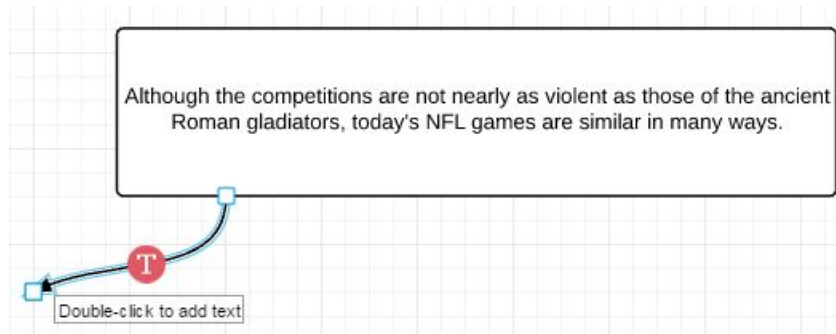 Although the competitions are not nearly as violent as those of the ancient
Roman gladiators, today's NFL games are similar in many ways.
T
Double-click to add text